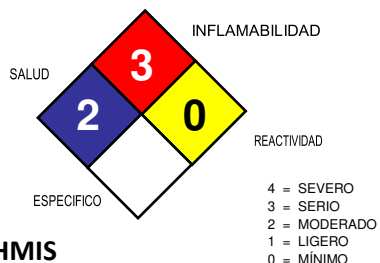 INFLAMABILIDAD
SALUD
3
2
0
REACTIVIDAD
ESPECIFICO
4 = SEVERO
3 = SERIO
2 = MODERADO
1 = LIGERO
0 = MÍNIMO
HMIS